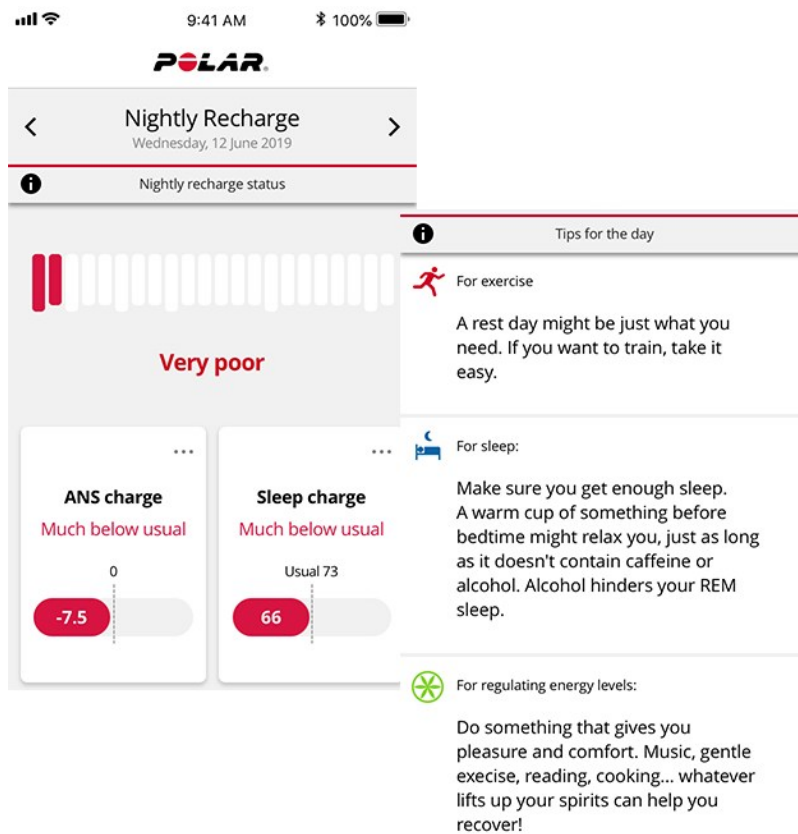 9:41 AM
100%
POLAR.
Nightly Recharge
Wednesday, 12 June 2019
Nightly recharge status
Very poor
ANS charge
Much below usual
0
-7.5
Sleep charge
Much below usual
Usual 73
66
Tips for the day
For exercise
A rest day might be just what you
need. If you want to train, take it
easy.
For sleep:
Make sure you get enough sleep.
A warm cup of something before
bedtime might relax you, just as long
as it doesn't contain caffeine or
alcohol. Alcohol hinders your REM
sleep.
For regulating energy levels:
Do something that gives you
pleasure and comfort. Music, gentle
execise, reading, cooking... whatever
lifts up your spirits can help you
recover!